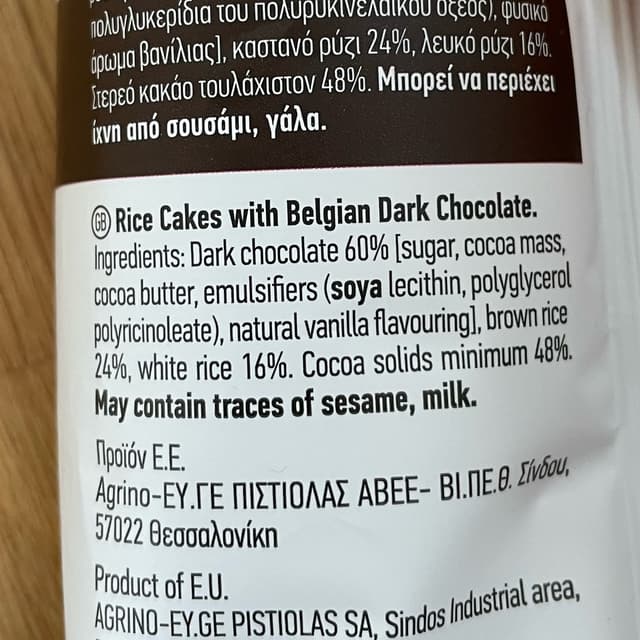 πολυγλυκερίδια του πολυρικινελαϊκού οξέος), φυσικό
άρωμα βανίλιας], καστανό ρύζι 24%, λευκό ρύζι 16%.
Στερεό κακάο τουλάχιστον 48%. Μπορεί να περιέχει
ίχνη από σουσάμι, γάλα.
GB Rice Cakes with Belgian Dark Chocolate.
Ingredients: Dark chocolate 60% [sugar, cocoa mass,
cocoa butter, emulsifiers (soya lecithin, polyglycerol
polyricinoleate), natural vanilla flavouring], brown rice
24%, white rice 16%. Cocoa solids minimum 48%.
May contain traces of sesame, milk.
Προϊόν Ε.Ε.
Agrino-ΕΥ.ΓΕ ΠΙΣΤΙΟΛΑΣ ΑΒΕΕ- ΒΙ.ΠΕ.Θ. Σίνδου,
57022 Θεσσαλονίκη
Product of E.U.
AGRINO-EY.GE PISTIOLAS SA, Sindos Industrial area,